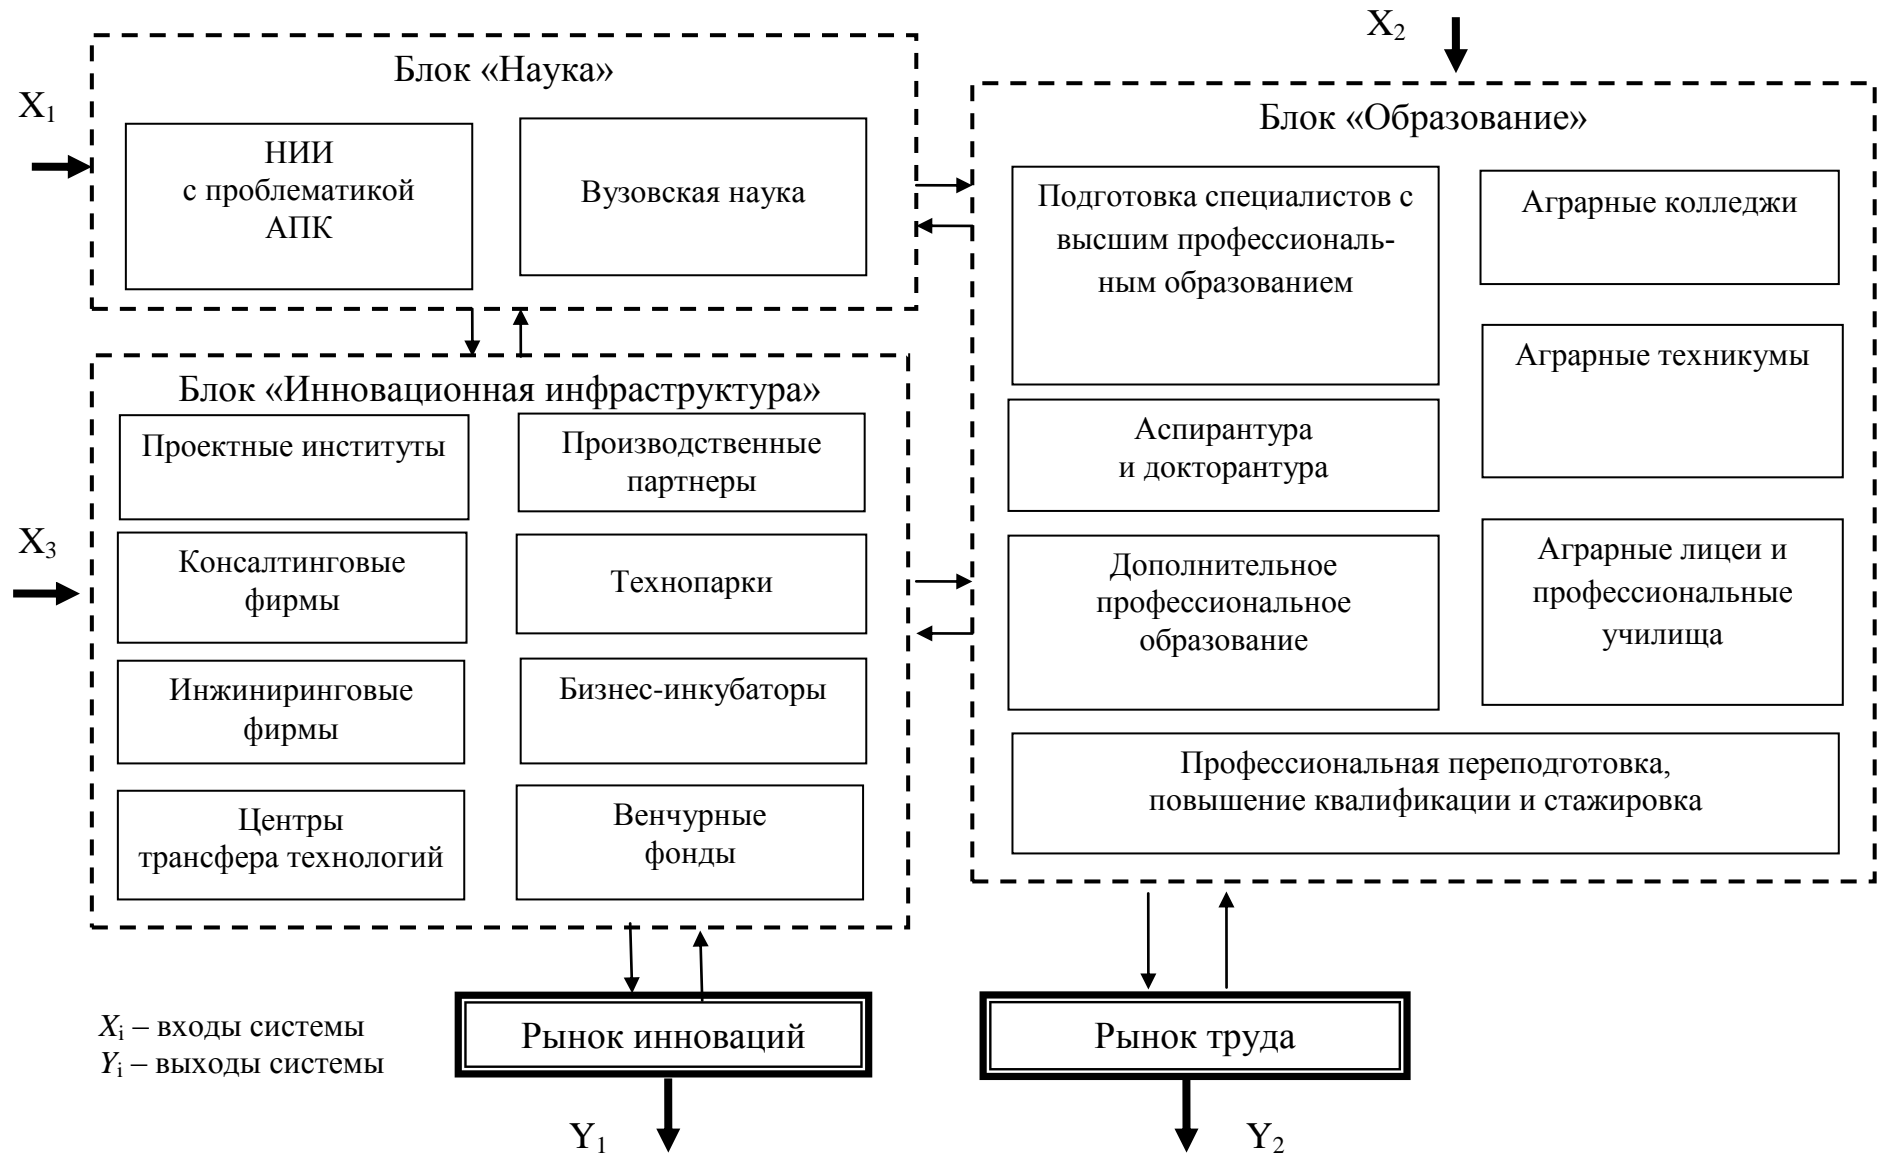 X1
Блок «Наука»
НИИ
с проблематикой
АПК
Вузовская наука
X2
Блок «Образование»
Подготовка специалистов с
высшим профессиональ-
ным образованием
Аграрные колледжи
Аграрные техникумы
Аспирантура
и докторантура
Дополнительное
профессиональное
образование
Аграрные лицеи и
профессиональные
училища
Профессиональная переподготовка,
повышение квалификации и стажировка
X3
Блок «Инновационная инфраструктура»
Проектные институты
Производственные
партнеры
Консалтинговые
фирмы
Технопарки
Инжиниринговые
фирмы
Бизнес-инкубаторы
Центры
трансфера технологий
Венчурные
фонды
Рынок инноваций
Рынок труда
Xi – входы системы
Yi – выходы системы
Y1
Y2